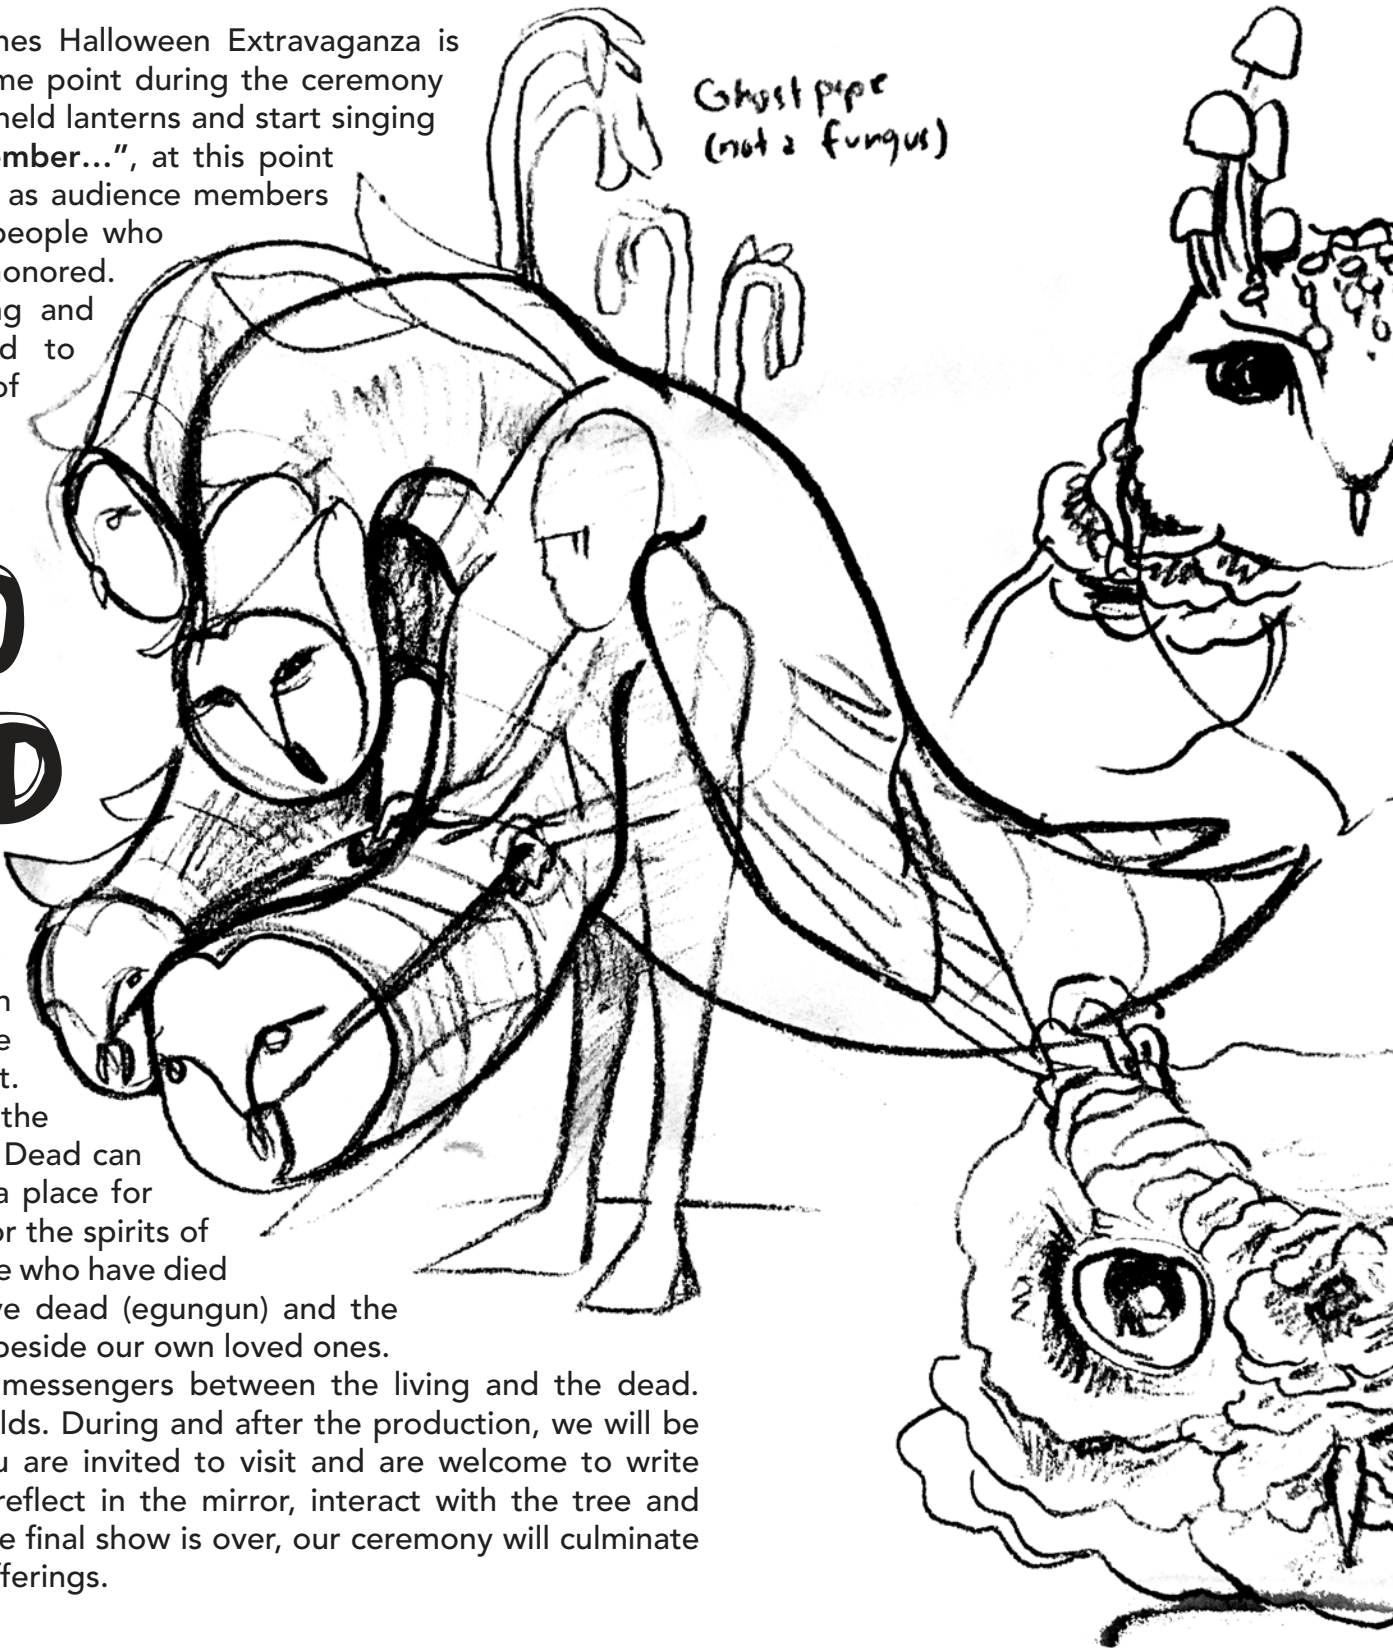 nes Halloween Extravaganza is
me point during the ceremony
held lanterns and start singing
mber...”, at this point
as audience members
people who
honored.
ng and
d to
of
Ghost pipe
(not a fungus)
n
e
t.
the
Dead can
a place for
or the spirits of
e who have died
ve dead (egungun) and the
beside our own loved ones.
messengers between the living and the dead.
lds. During and after the production, we will be
u are invited to visit and are welcome to write
reflect in the mirror, interact with the tree and
e final show is over, our ceremony will culminate
fferings.